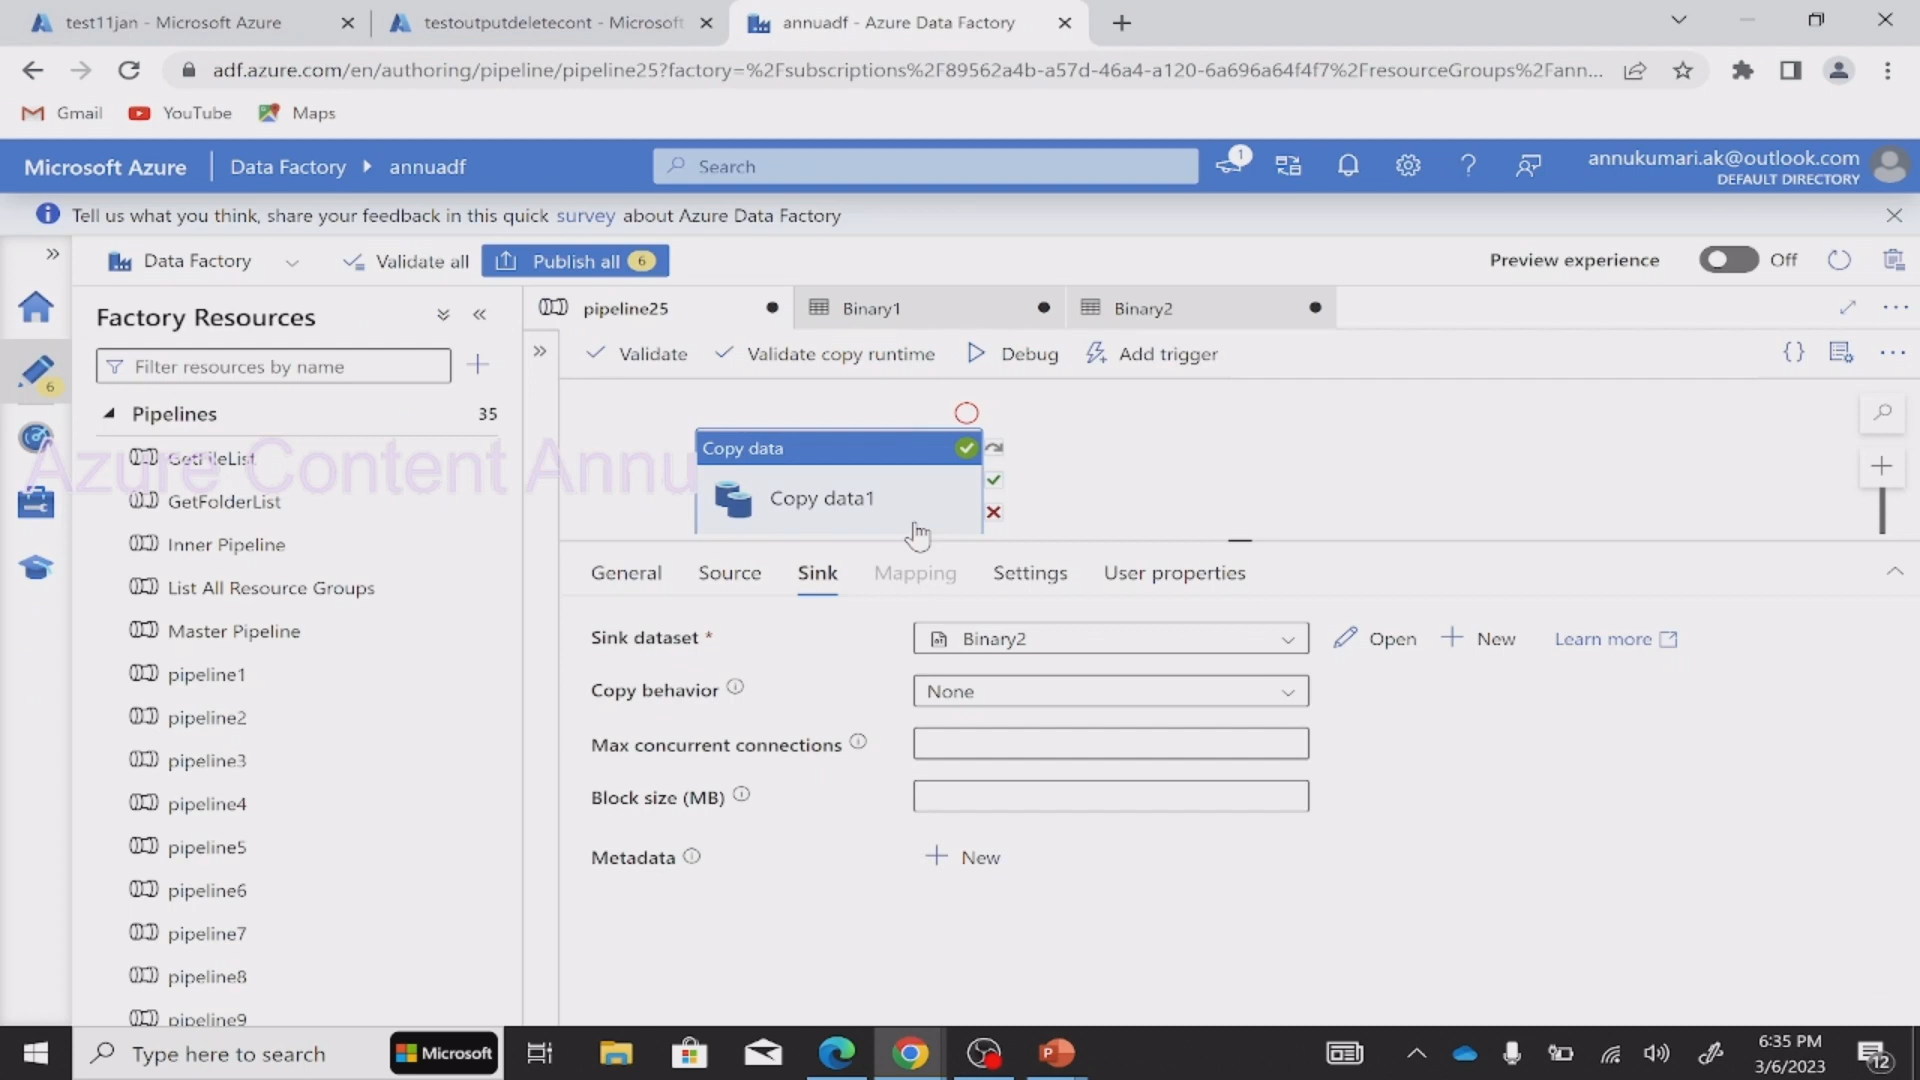 test11jan - Microsoft Azure
testoutputdeletecont - Microsoft
annuadf - Azure Data Factory
adf.azure.com/en/authoring/pipeline/pipeline25?factory=%2Fsubscriptions%2F89562a4b-a57d-46a4-a120-6a696a64f4f7%2FresourceGroups%2Fann...
Gmail
YouTube
Maps
Microsoft Azure
Data Factory
annuadf
Search
1
annukumari.ak@outlook.com
DEFAULT DIRECTORY
Tell us what you think, share your feedback in this quick survey about Azure Data Factory
Data Factory
Validate all
Publish all 6
Preview experience
Off
Factory Resources
pipeline25
Binary1
Binary2
Filter resources by name
Validate
Validate copy runtime
Debug
Add trigger
6
Pipelines 35
Copy data
Azure Content Annu
GetFileList
Copy data1
GetFolderList
Inner Pipeline
List All Resource Groups
Master Pipeline
pipeline1
pipeline2
pipeline3
pipeline4
pipeline5
pipeline6
pipeline7
pipeline8
pipeline9
General
Source
Sink
Mapping
Settings
User properties
Sink dataset *
Binary2
Open
New
Learn more
Copy behavior
None
Max concurrent connections
Block size (MB)
Metadata
New
Type here to search
Microsoft
6:35 PM
3/6/2023
12